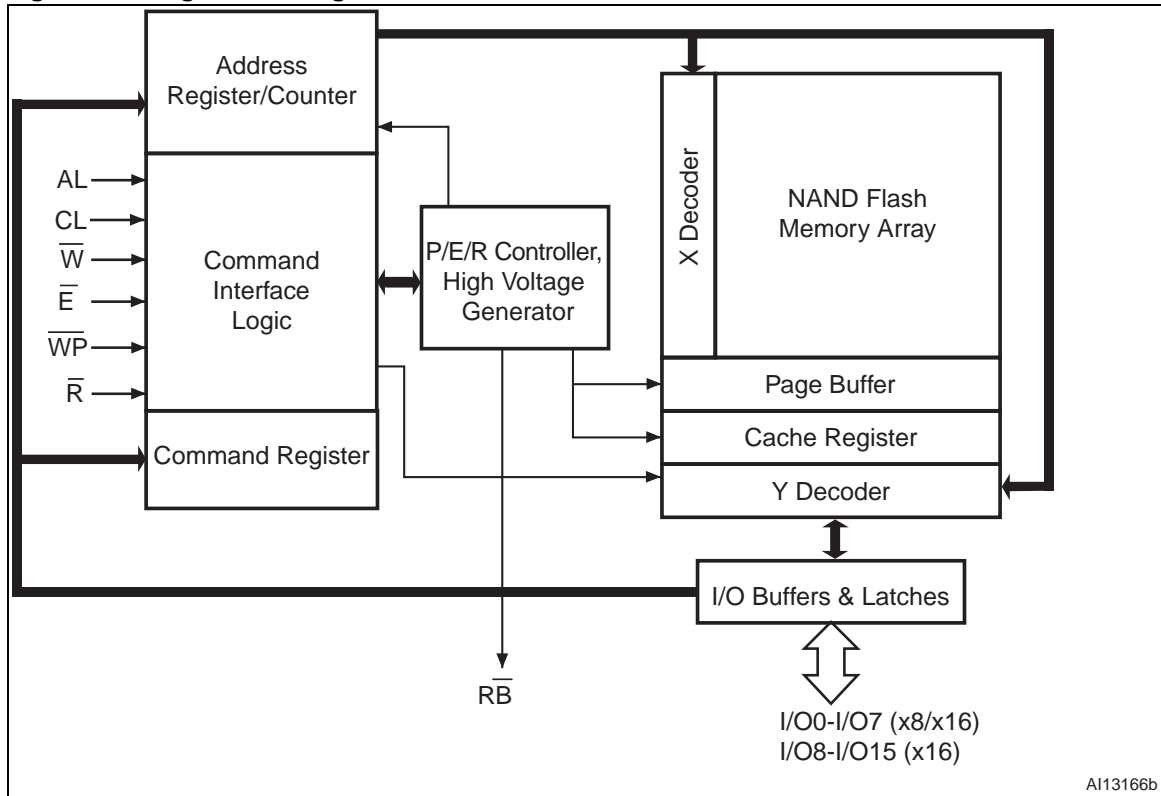 Address
Register/Counter
AL
CL
W̅
E̅
W̅P̅
R̅
Command
Interface
Logic
Command Register
P/E/R Controller,
High Voltage
Generator
RB̅
X Decoder
NAND Flash
Memory Array
Page Buffer
Cache Register
Y Decoder
I/O Buffers & Latches
I/O0-I/O7 (x8/x16)
I/O8-I/O15 (x16)
AI13166b